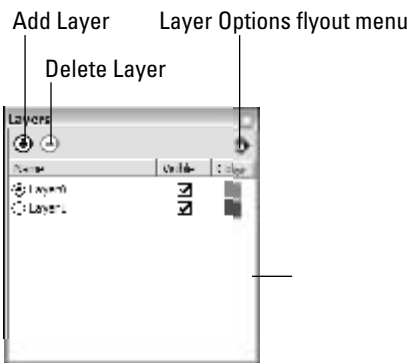 Add Layer Layer Options flyout menu
Delete Layer
Layers
Name Visible Color
Layer0
Layer1